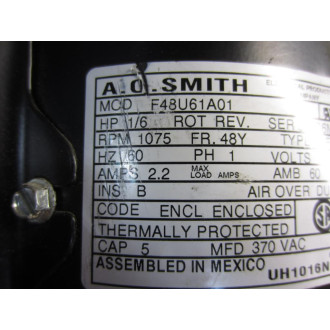 A.O.SMITH
MOD F48U61A01
HP 1/6 ROT REV. SER
RPM 1075 FR. 48Y TYP
HZ 60 PH 1 VOLTS
AMPS 2.2 MAX LOAD AMPS AMB 60
INS B AIR OVER DU
CODE ENCL ENCLOSED
THERMALLY PROTECTED
CAP 5 MFD 370 VAC
ASSEMBLED IN MEXICO UH1016N